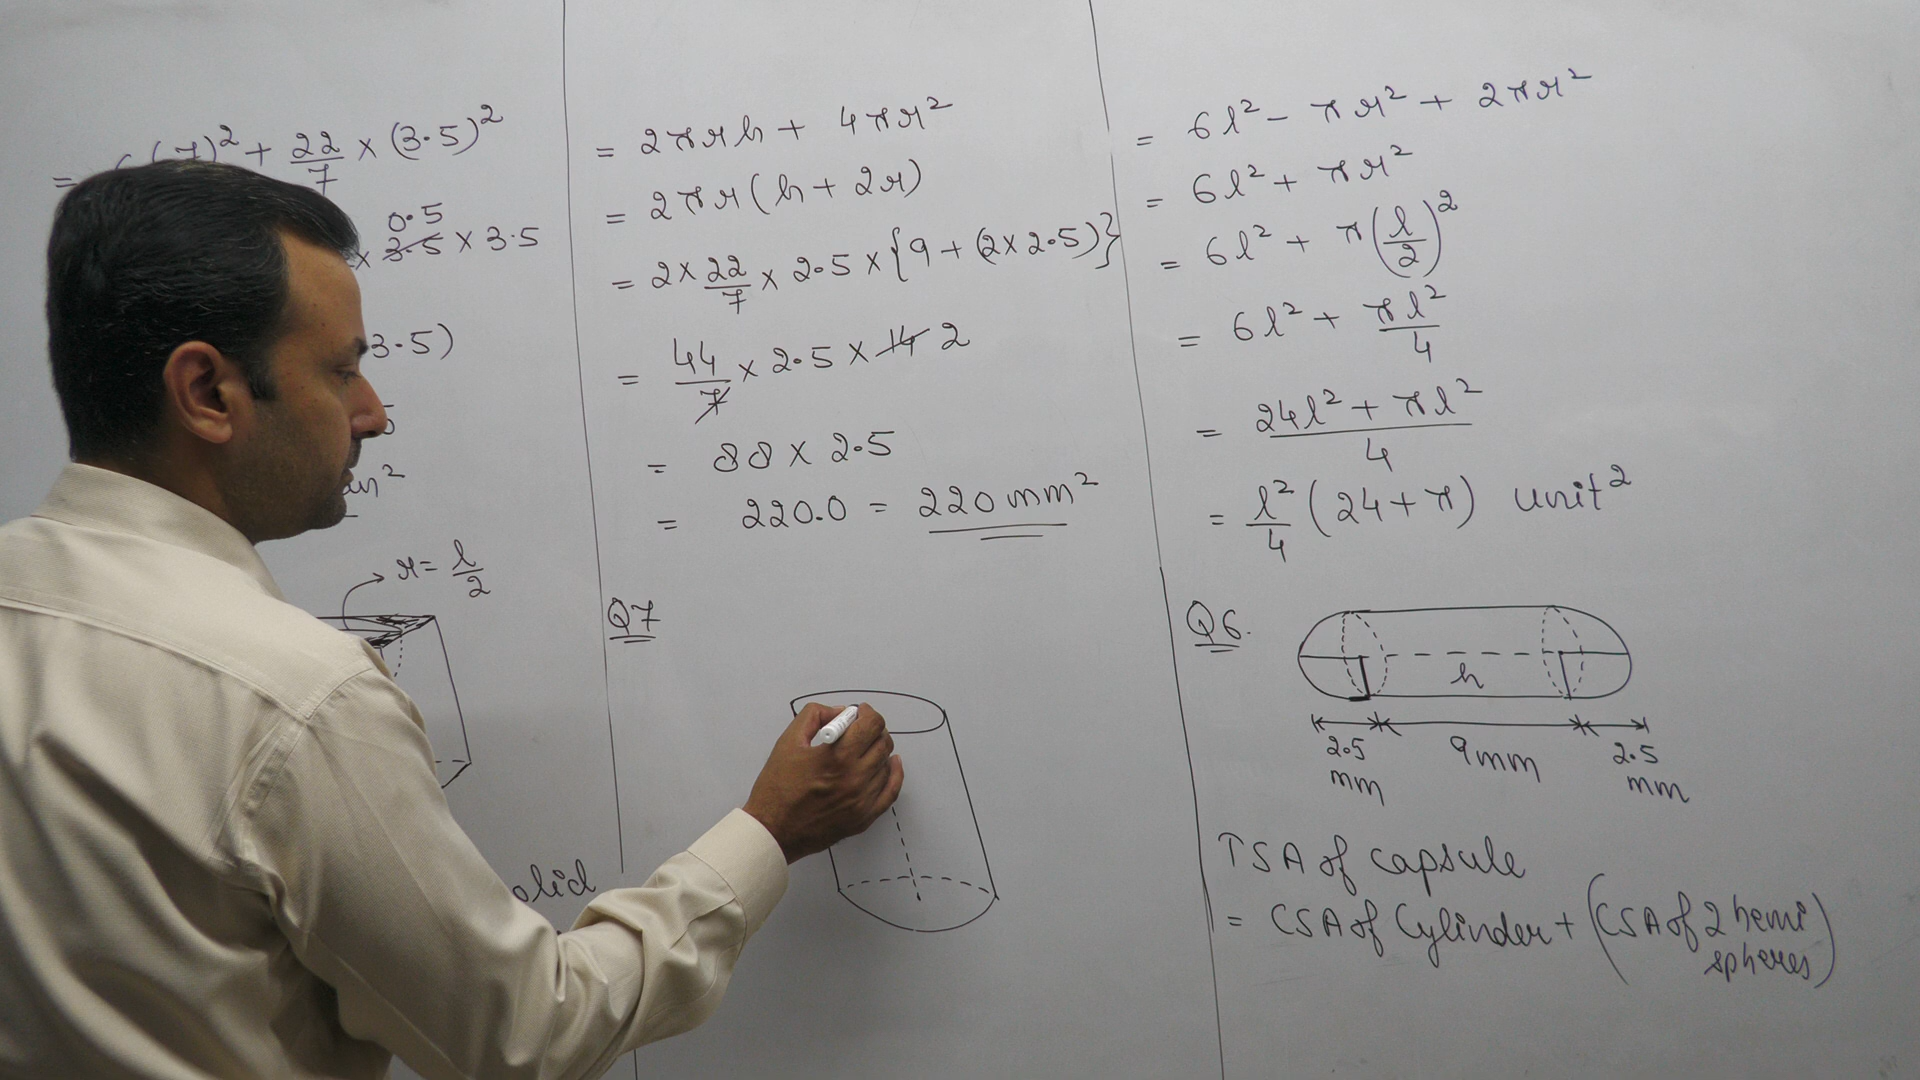 (7)² + 22/7 × (3.5)²
× 3.5 0.5 × 3.5
3.5)
5
r = l/2
olid
= 2πrh + 4πr²
= 2πr(h + 2r)
= 2 × 22/7 × 2.5 × {9 + (2 × 2.5)}
= 44/7 × 2.5 × 14 2
= 88 × 2.5
= 220.0 = 220 mm²
Q7
= 6l² - πr² + 2πr²
= 6l² + πr²
= 6l² + π(l/2)²
= 6l² + πl²/4
= 24l² + πl²/4
= l²/4 (24 + π) unit²
Q6.
h
2.5 mm 9mm 2.5 mm
TSA of capsule
= CSA of Cylinder + (CSA of 2 hemi
spheres)